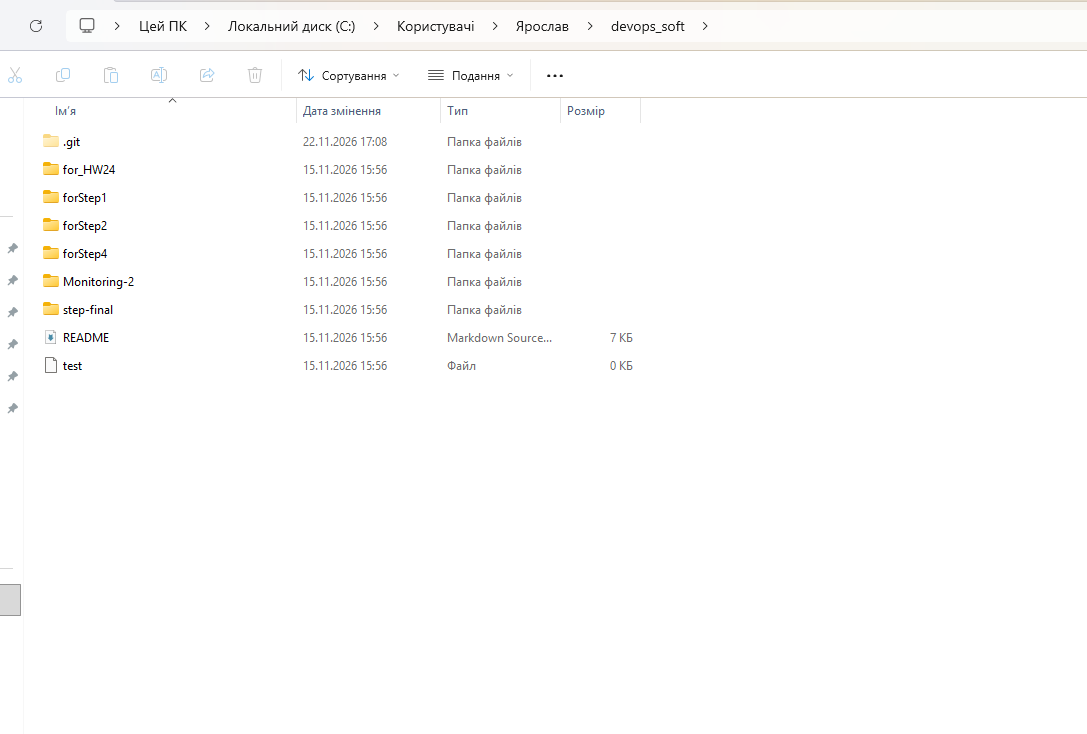 Цей ПК > Локальний диск (C:) > Користувачі > Ярослав > devops_soft >
Сортування Подання ...
Ім'я Дата змінення Тип Розмір
.git 22.11.2026 17:08 Папка файлів
for_HW24 15.11.2026 15:56 Папка файлів
forStep1 15.11.2026 15:56 Папка файлів
forStep2 15.11.2026 15:56 Папка файлів
forStep4 15.11.2026 15:56 Папка файлів
Monitoring-2 15.11.2026 15:56 Папка файлів
step-final 15.11.2026 15:56 Папка файлів
README 15.11.2026 15:56 Markdown Source... 7 КБ
test 15.11.2026 15:56 Файл 0 КБ